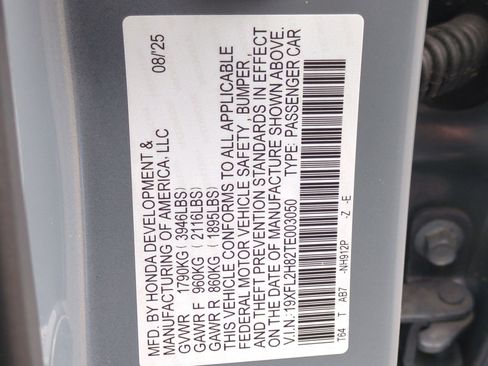 MFD. BY HONDA DEVELOPMENT & 08/'25
MANUFACTURING OF AMERICA, LLC
GVWR 1790KG ( 3946LBS)
GAWR F 960KG ( 2116LBS)
GAWR R 860KG ( 1895LBS)
THIS VEHICLE CONFORMS TO ALL APPLICABLE
FEDERAL MOTOR VEHICLE SAFETY, BUMPER,
AND THEFT PREVENTION STANDARDS IN EFFECT
ON THE DATE OF MANUFACTURE SHOWN ABOVE.
V.I.N.: 19XFL2H82TE003050 TYPE: PASSENGER CAR
T64 T AB7 -NH912P -Z -E